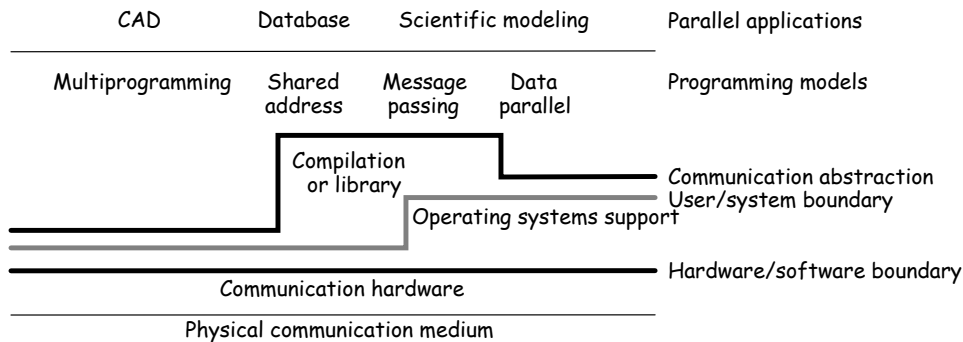 CAD Database Scientific modeling Parallel applications
Multiprogramming Shared address Message passing Data parallel Programming models
Compilation or library
Communication abstraction
User/system boundary
Operating systems support
Hardware/software boundary
Communication hardware
Physical communication medium